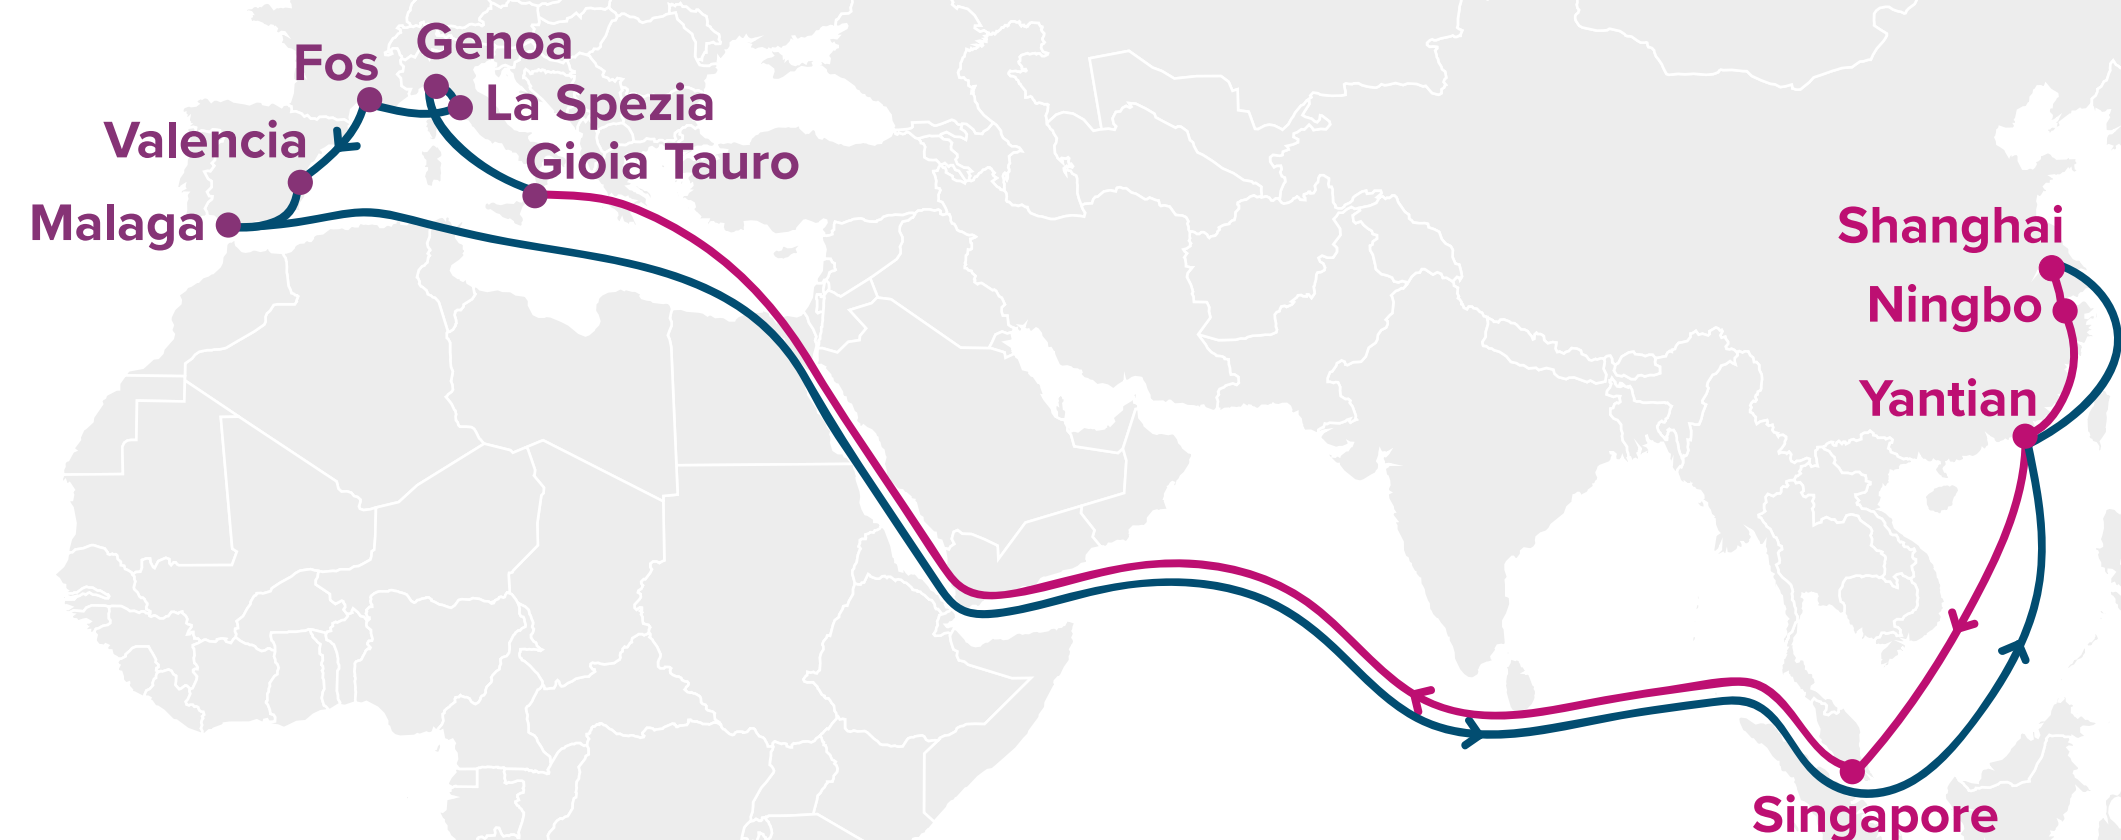 Genoa
Fos
La Spezia
Valencia
Gioia Tauro
Malaga
Shanghai
Ningbo
Yantian
Singapore